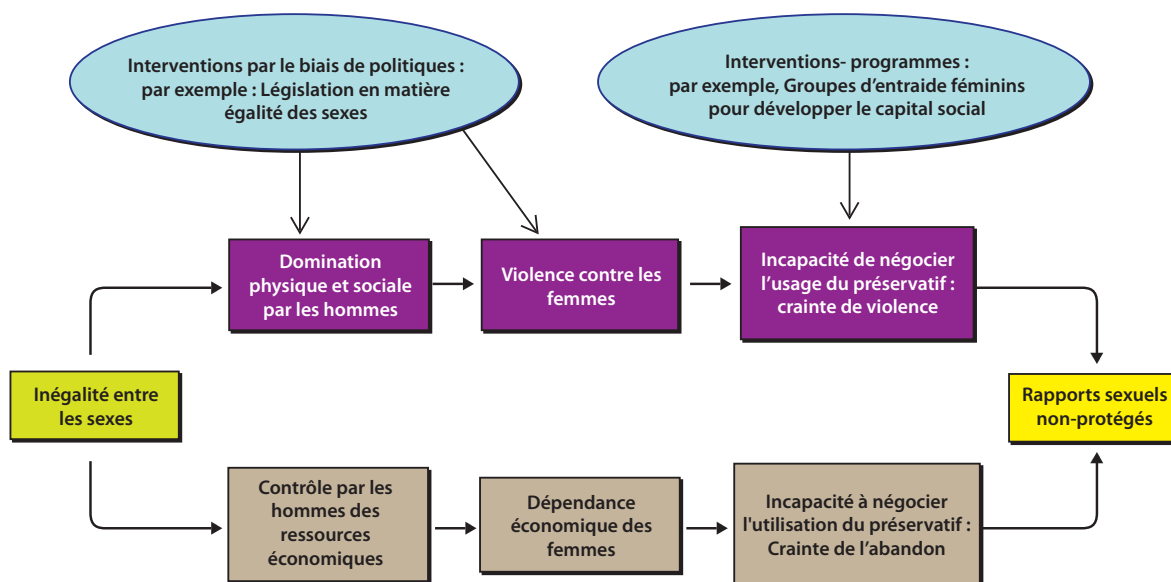 Interventions par le biais de politiques :
par exemple : Législation en matière
égalité des sexes
Interventions- programmes :
par exemple, Groupes d’entraide féminins
pour développer le capital social
Domination
physique et sociale
par les hommes
Violence contre les
femmes
Incapacité de négocier
l’usage du préservatif :
crainte de violence
Inégalité entre
les sexes
Rapports sexuels
non-protégés
Contrôle par les
hommes des
ressources
économiques
Dépendance
économique des
femmes
Incapacité à négocier
l'utilisation du préservatif :
Crainte de l’abandon